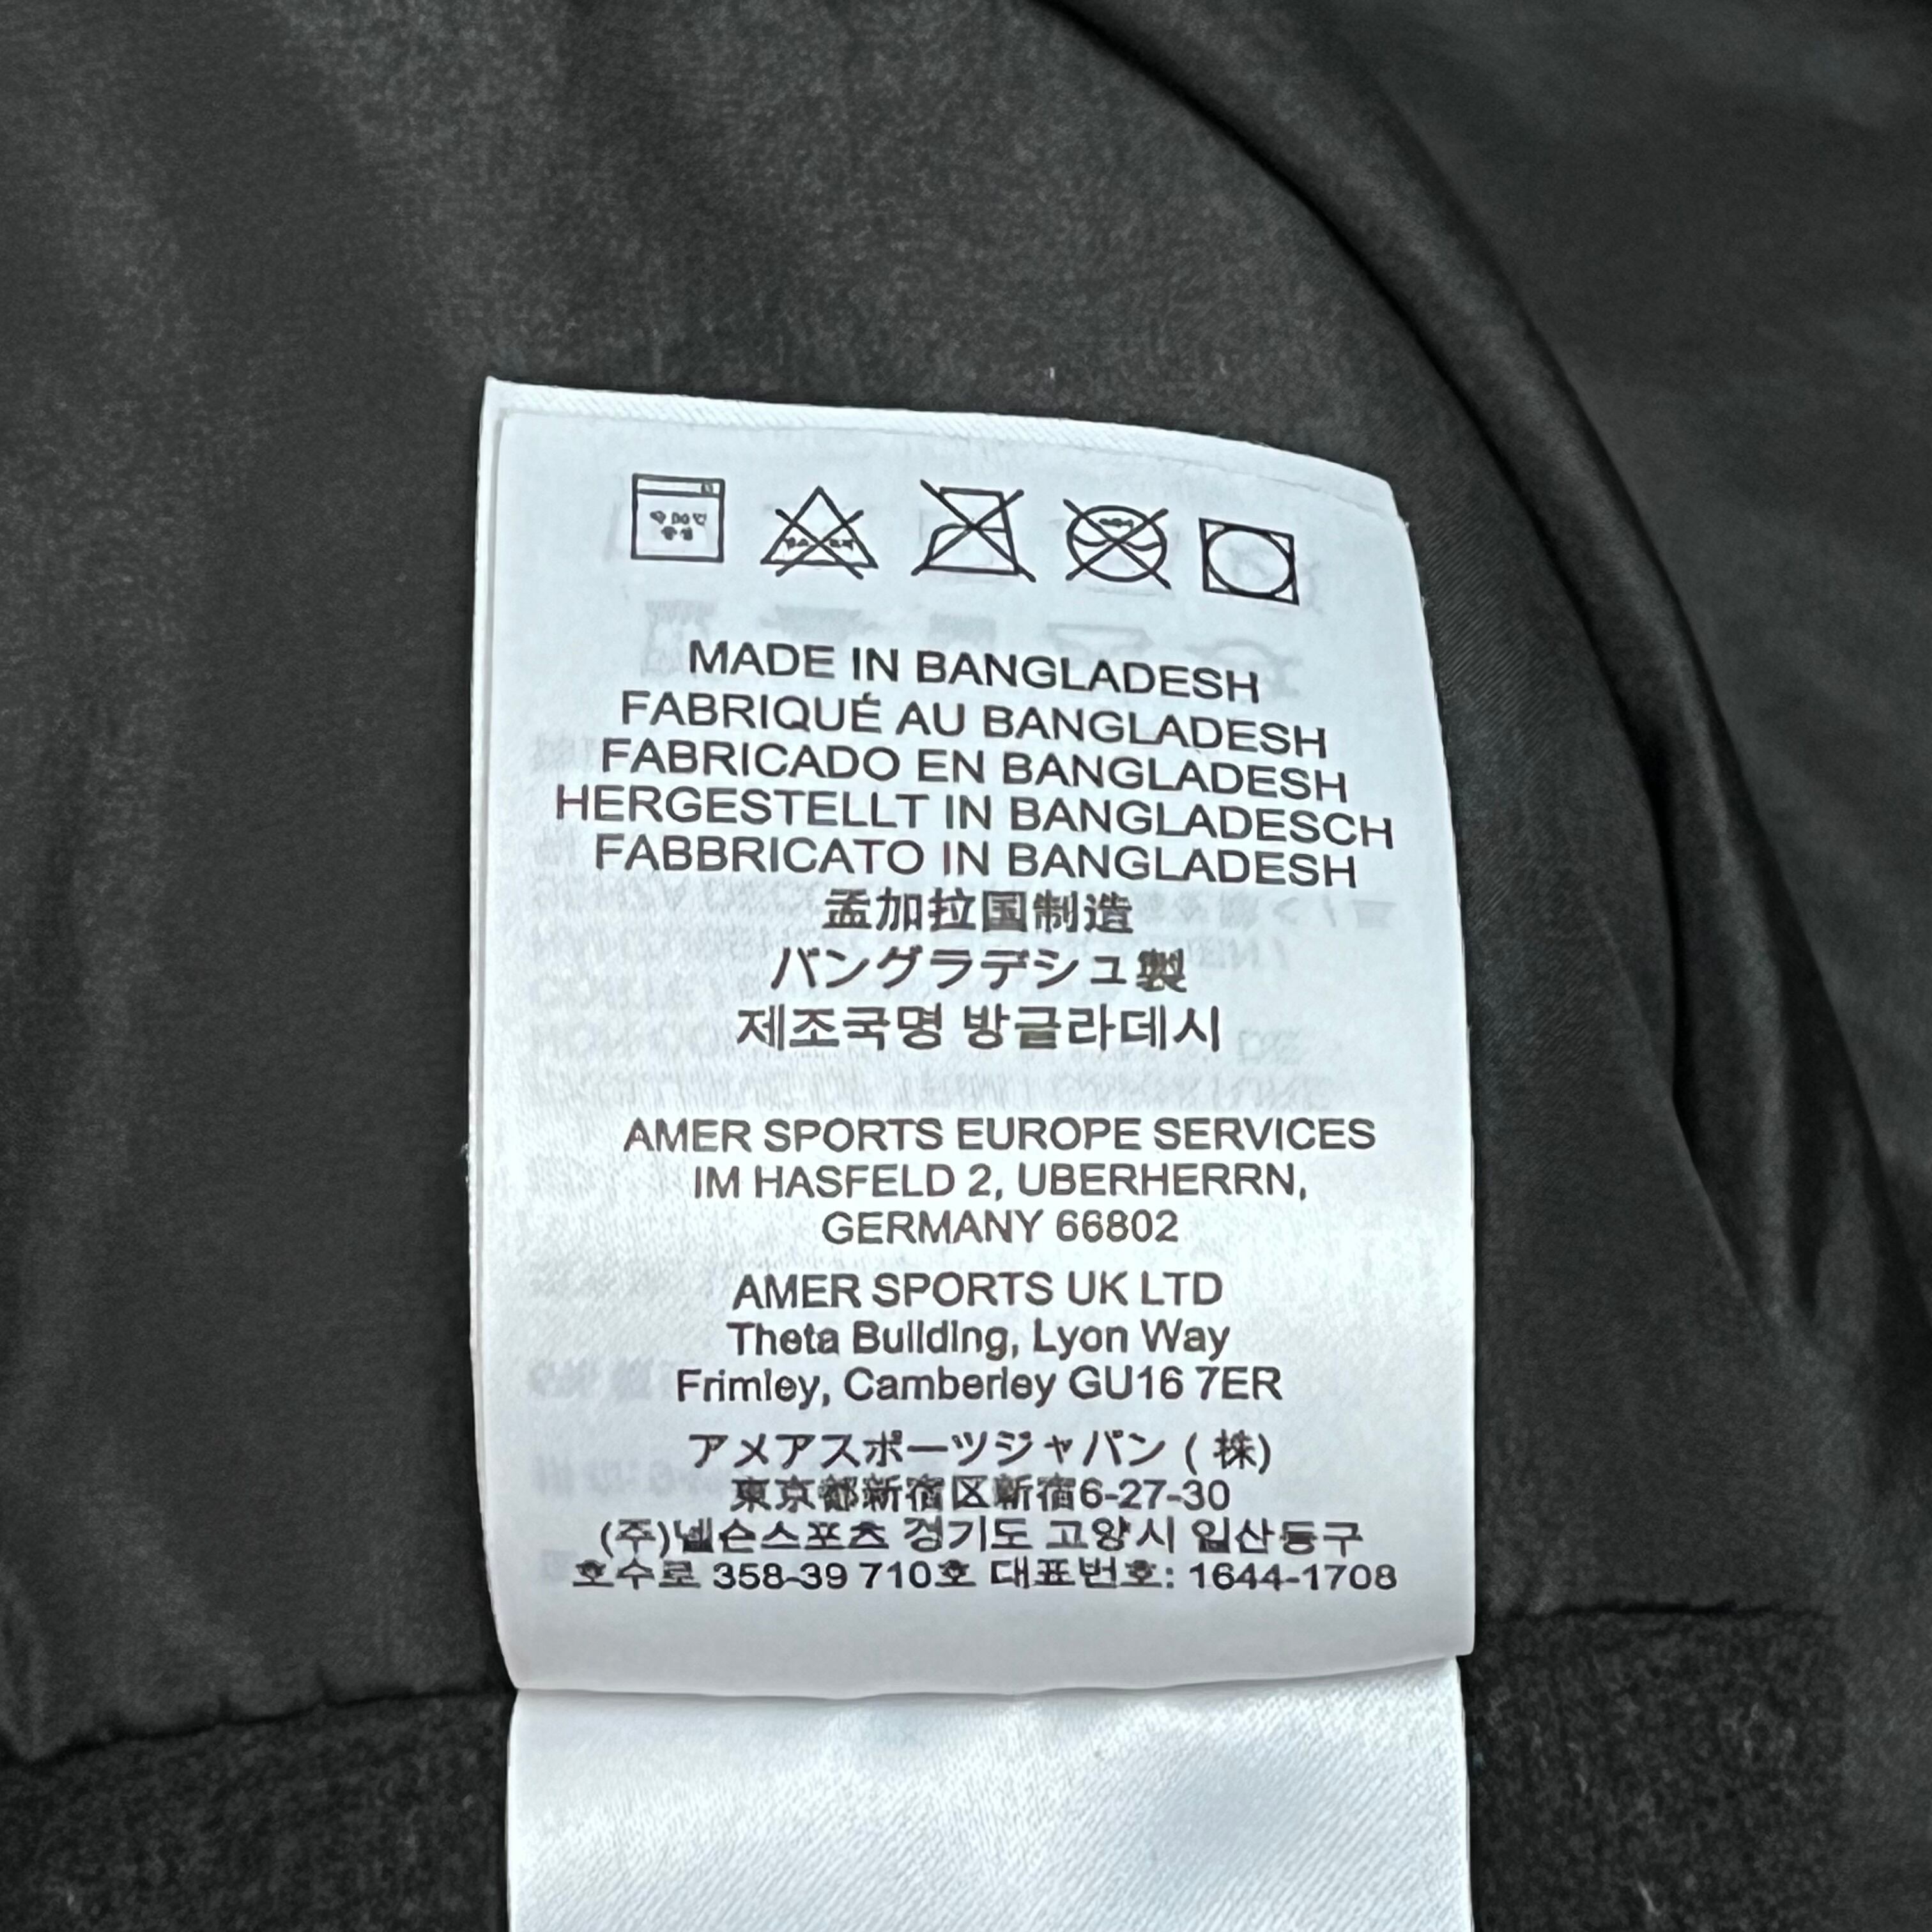 MADE IN BANGLADESH
FABRIQUÉ AU BANGLADESH
FABRICADO EN BANGLADESH
HERGESTELLT IN BANGLADESCH
FABBRICATO IN BANGLADESH
孟加拉国制造
バングラデシュ製
제조국명 방글라데시
AMER SPORTS EUROPE SERVICES
IM HASFELD 2, UBERHERRN,
GERMANY 66802
AMER SPORTS UK LTD
Theta Building, Lyon Way
Frimley, Camberley GU16 7ER
アメアスポーツジャパン (株)
東京都新宿区新宿6-27-30
(주)넬슨스포츠 경기도 고양시 일산동구
호수로 358-39 710호 대표번호: 1644-1708